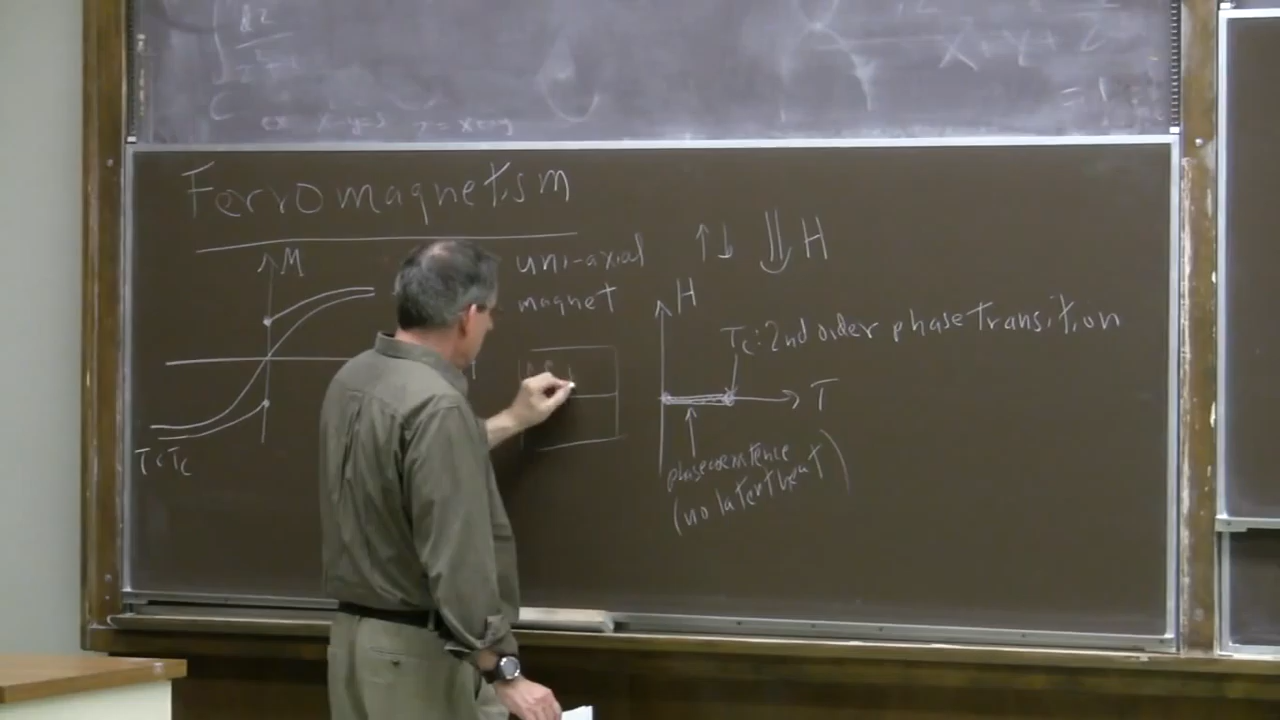 Ferromagnetism
M
T<Tc
uni-axial
magnet
↑↓ H
H
Tc: 2nd order phase transition
T
phase coexistence
(no latent heat)